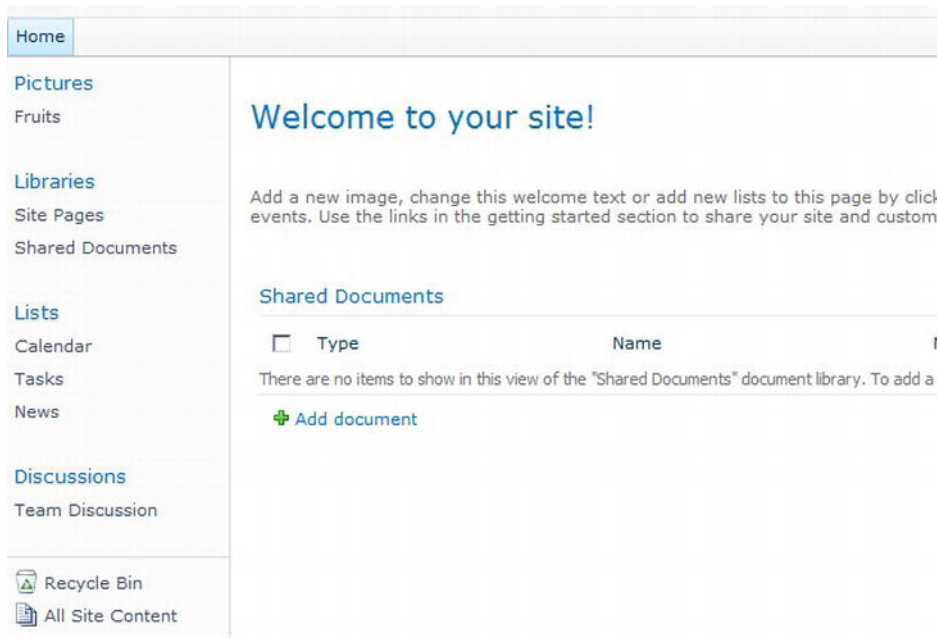 Home
Pictures
Fruits
Libraries
Site Pages
Shared Documents
Lists
Calendar
Tasks
News
Discussions
Team Discussion
Recycle Bin
All Site Content
Welcome to your site!
Add a new image, change this welcome text or add new lists to this page by
events. Use the links in the getting started section to share your site and
Shared Documents
Type Name
There are no items to show in this view of the "Shared Documents" document library. To add a
Add document